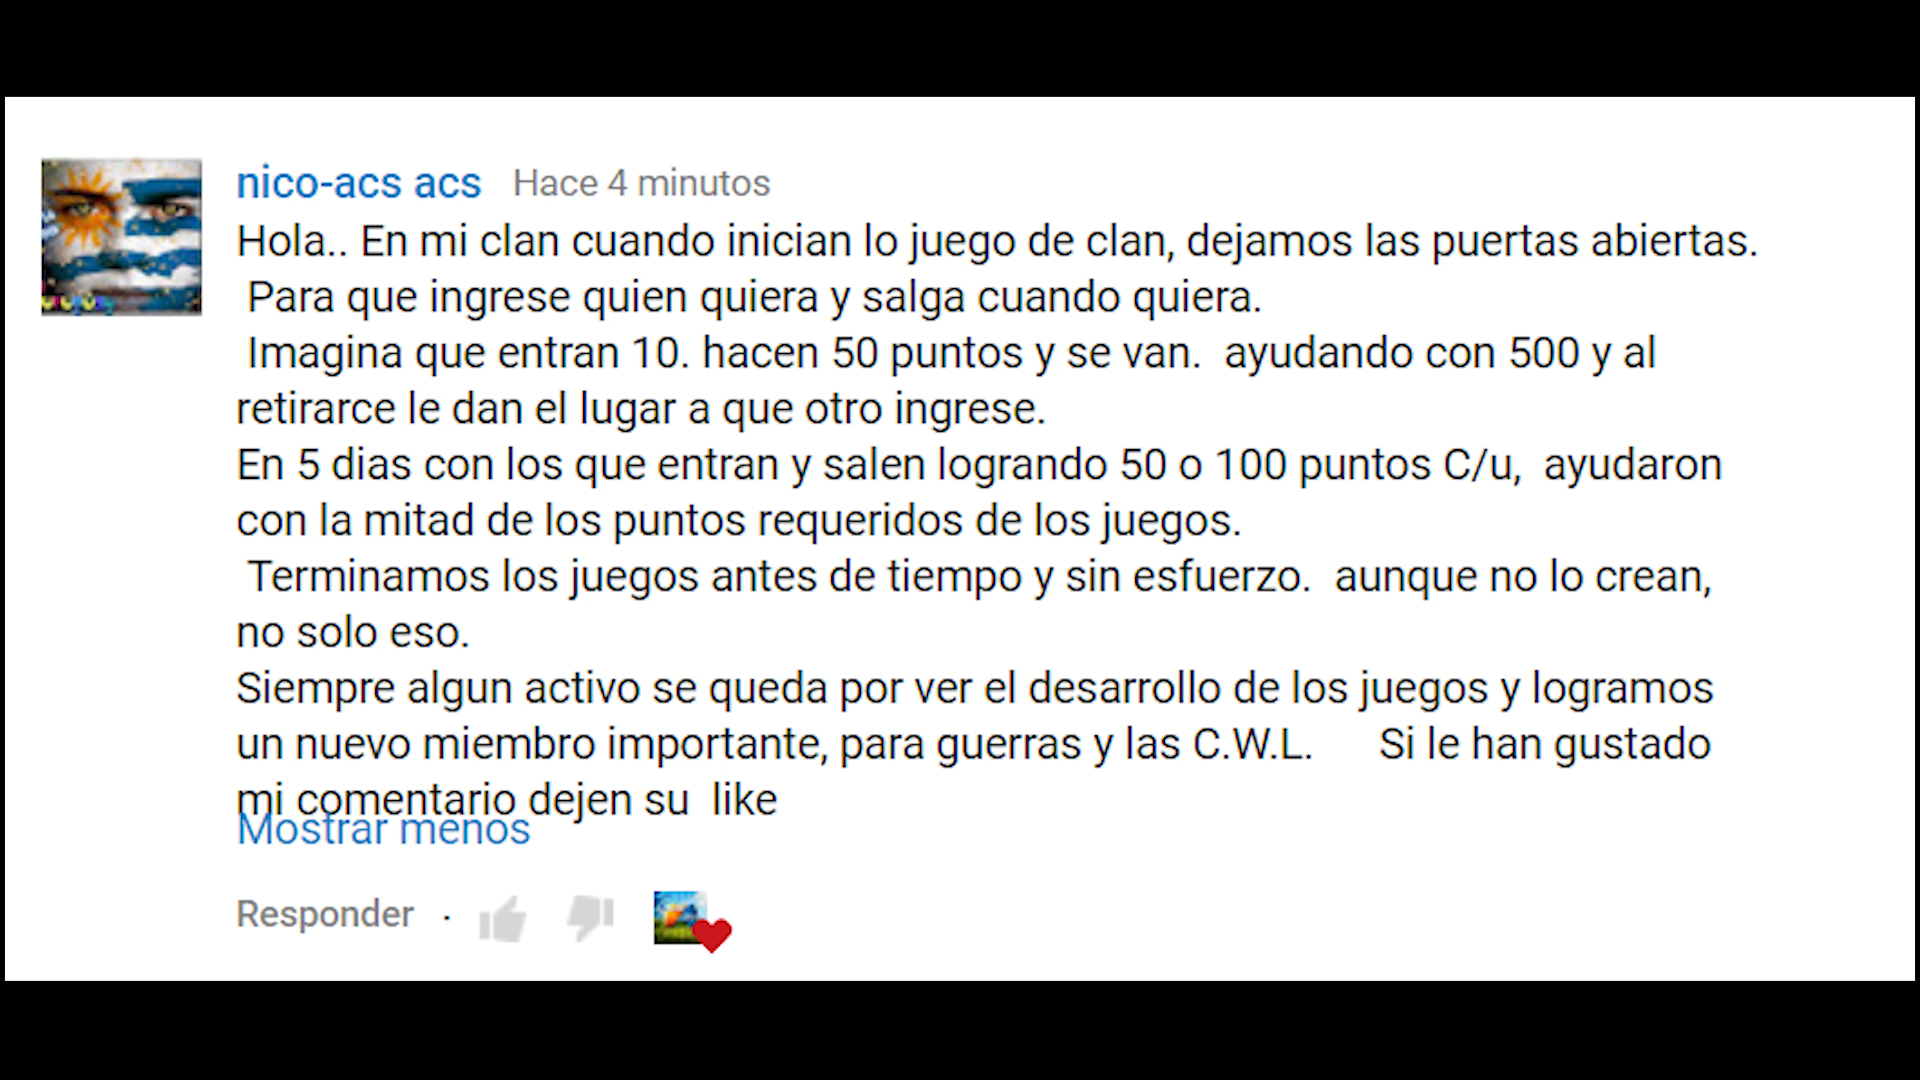 nico-acs acs Hace 4 minutos
Hola.. En mi clan cuando inician lo juego de clan, dejamos las puertas abiertas.
Para que ingrese quien quiera y salga cuando quiera.
Imagina que entran 10. hacen 50 puntos y se van.  ayudando con 500 y al
retirarce le dan el lugar a que otro ingrese.
En 5 dias con los que entran y salen logrando 50 o 100 puntos C/u,  ayudaron
con la mitad de los puntos requeridos de los juegos.
Terminamos los juegos antes de tiempo y sin esfuerzo.  aunque no lo crean,
no solo eso.
Siempre algun activo se queda por ver el desarrollo de los juegos y logramos
un nuevo miembro importante, para guerras y las C.W.L.      Si le han gustado
mi comentario dejen su  like
Mostrar menos
Responder ·